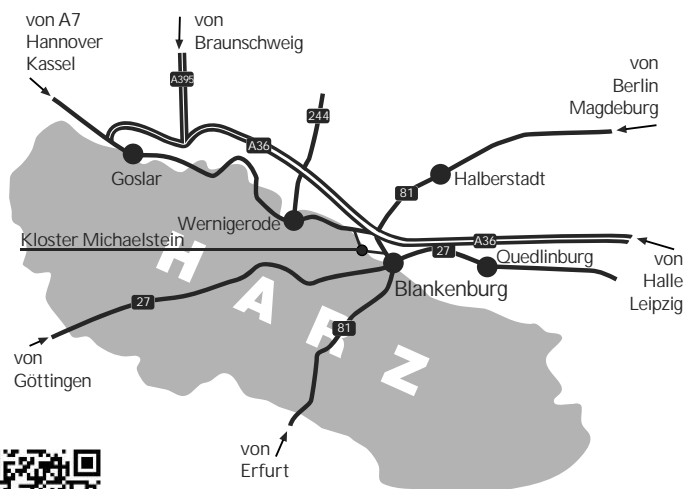 von A7
Hannover
Kassel
von
Braunschweig
von
Berlin
Magdeburg
A395
244
A36
Goslar
81
Halberstadt
Wernigerode
Kloster Michaelstein
A36
27
Quedlinburg
von
Halle
Leipzig
Blankenburg
27
81
HARZ
von
Göttingen
von
Erfurt